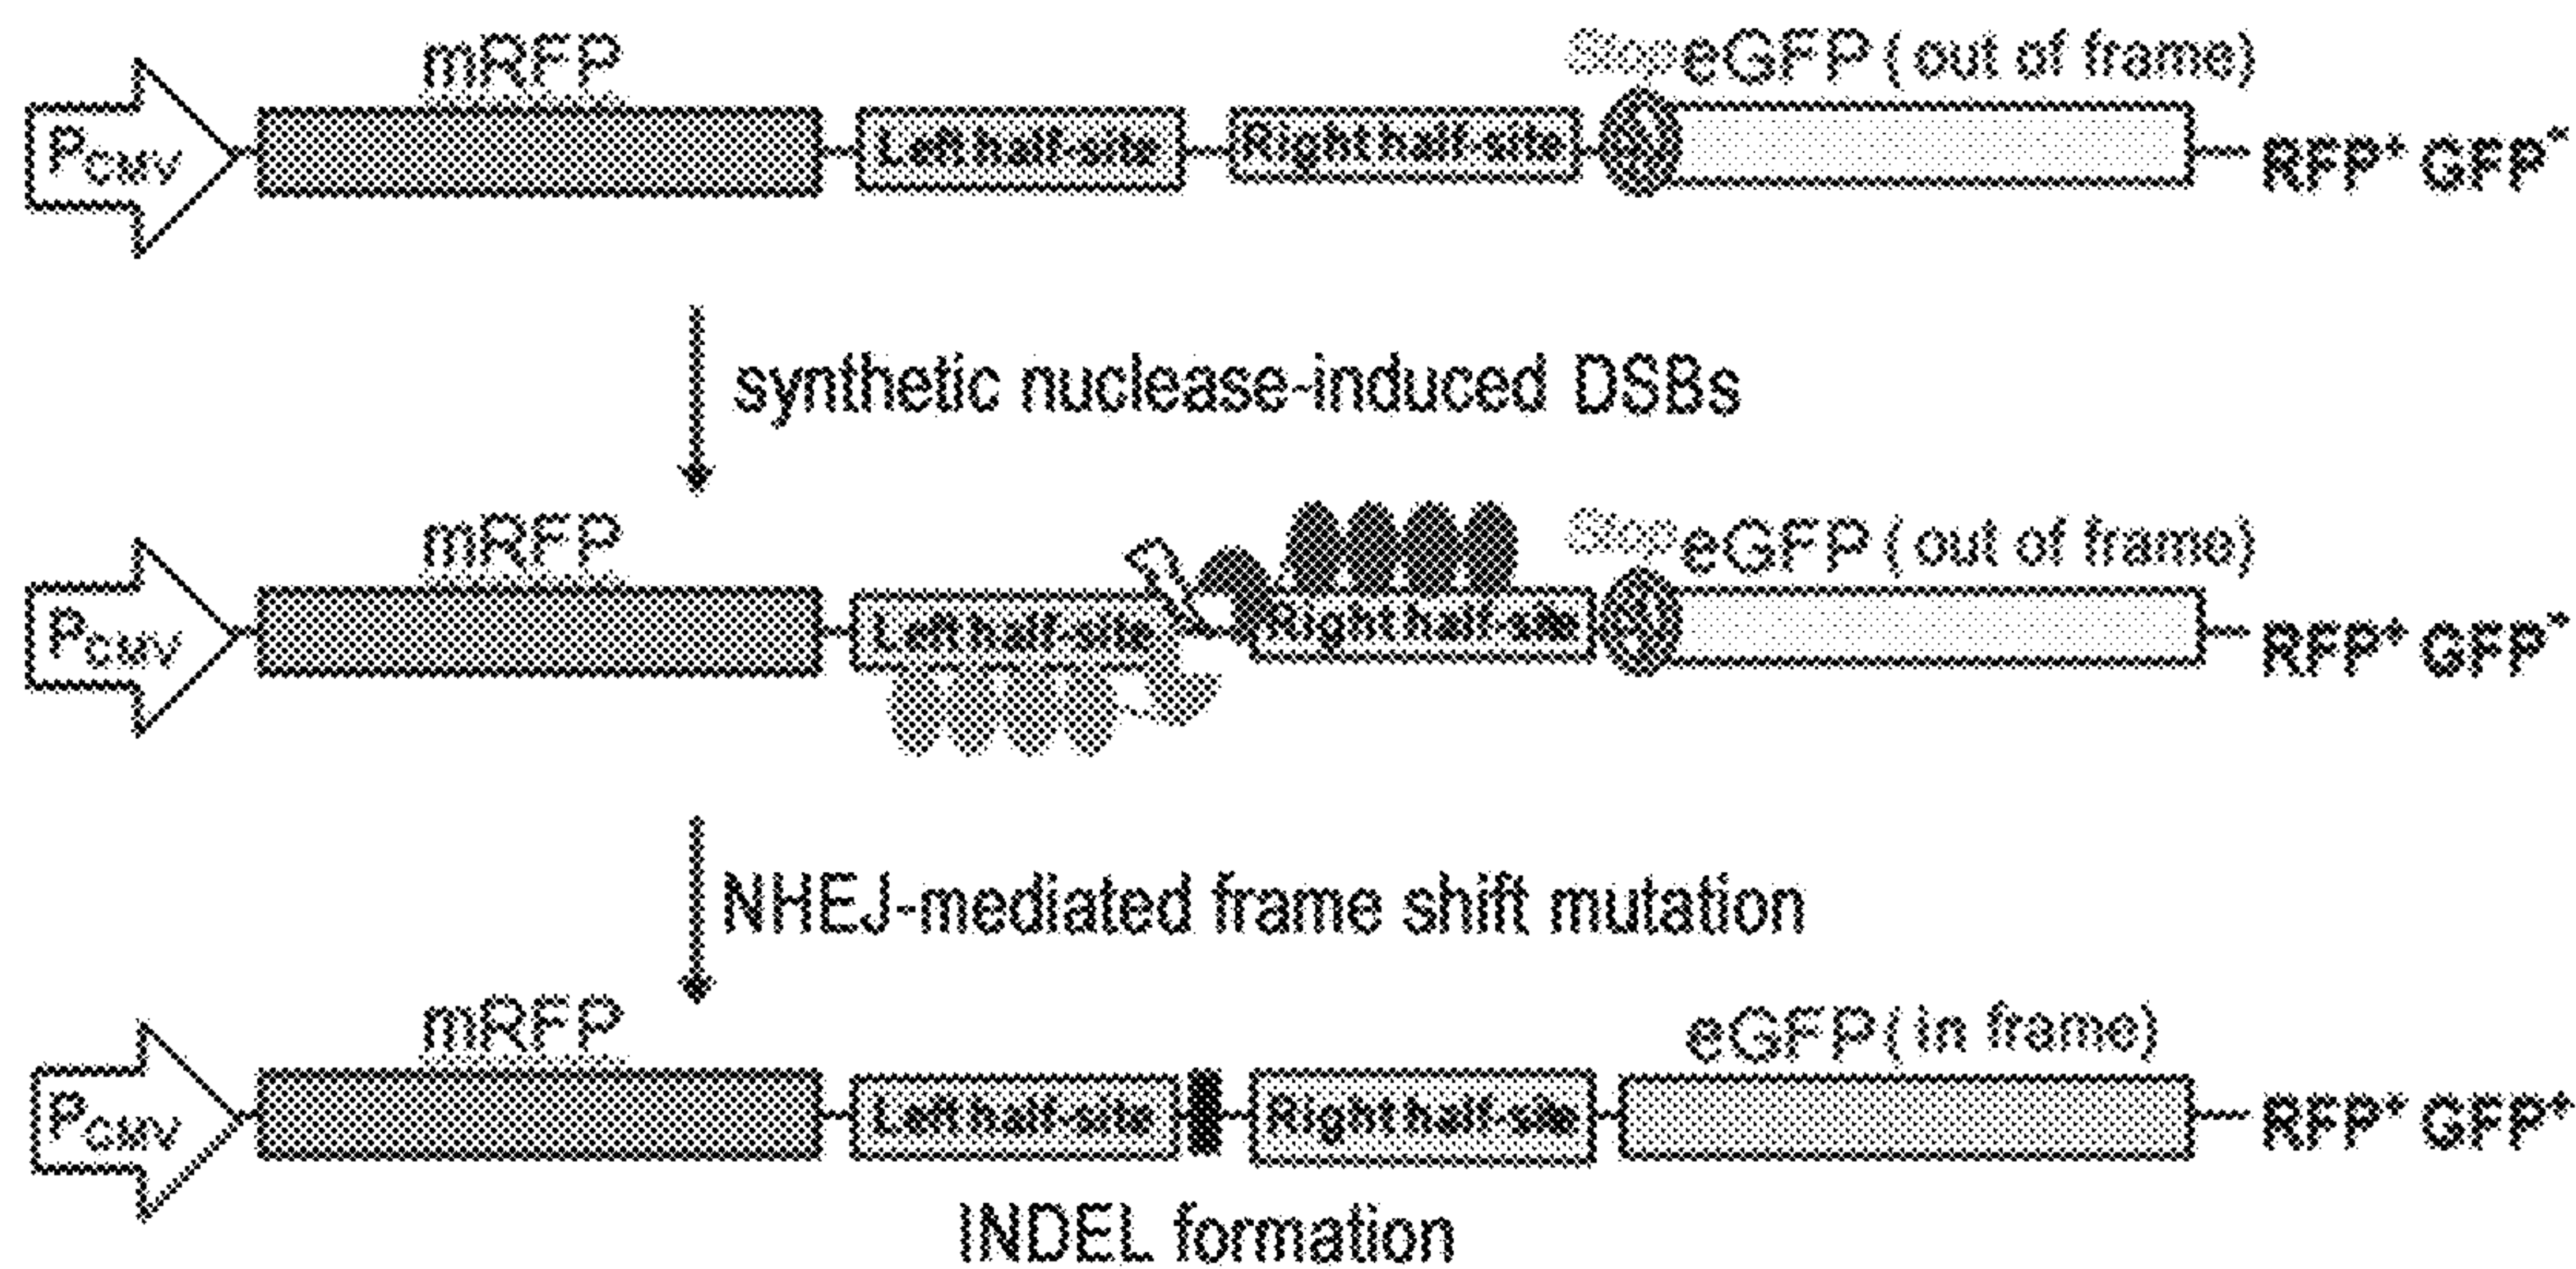 mRFP
Stop eGFP ( out of frame)
PCMV
Left half-site
Right half-site
RFP+ GFP-
synthetic nuclease-induced DSBs
mRFP
Stop eGFP ( out of frame)
PCMV
Left half-site
Right half-site
RFP+ GFP-
NHEJ-mediated frame shift mutation
mRFP
eGFP ( in frame)
PCMV
Left half-site
Right half-site
RFP+ GFP+
INDEL formation